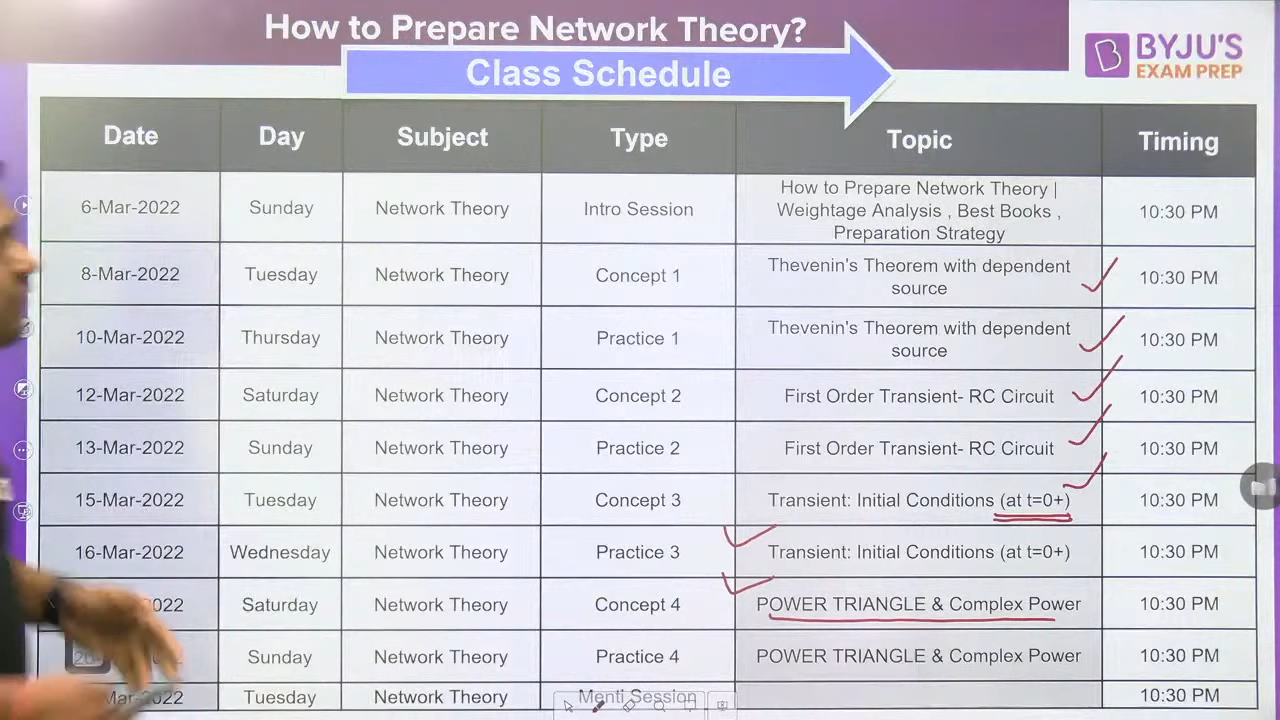 How to Prepare Network Theory?
Class Schedule
BYJU'S
EXAM PREP
Date Day Subject Type Topic Timing
6-Mar-2022 Sunday Network Theory Intro Session How to Prepare Network Theory | 10:30 PM
Weightage Analysis , Best Books ,
Preparation Strategy
8-Mar-2022 Tuesday Network Theory Concept 1 Thevenin's Theorem with dependent 10:30 PM
source
10-Mar-2022 Thursday Network Theory Practice 1 Thevenin's Theorem with dependent 10:30 PM
source
12-Mar-2022 Saturday Network Theory Concept 2 First Order Transient- RC Circuit 10:30 PM
13-Mar-2022 Sunday Network Theory Practice 2 First Order Transient- RC Circuit 10:30 PM
15-Mar-2022 Tuesday Network Theory Concept 3 Transient: Initial Conditions (at t=0+) 10:30 PM
16-Mar-2022 Wednesday Network Theory Practice 3 Transient: Initial Conditions (at t=0+) 10:30 PM
Saturday Network Theory Concept 4 POWER TRIANGLE & Complex Power 10:30 PM
Sunday Network Theory Practice 4 POWER TRIANGLE & Complex Power 10:30 PM
Mar-2022 Tuesday Network Theory Menti Session 10:30 PM